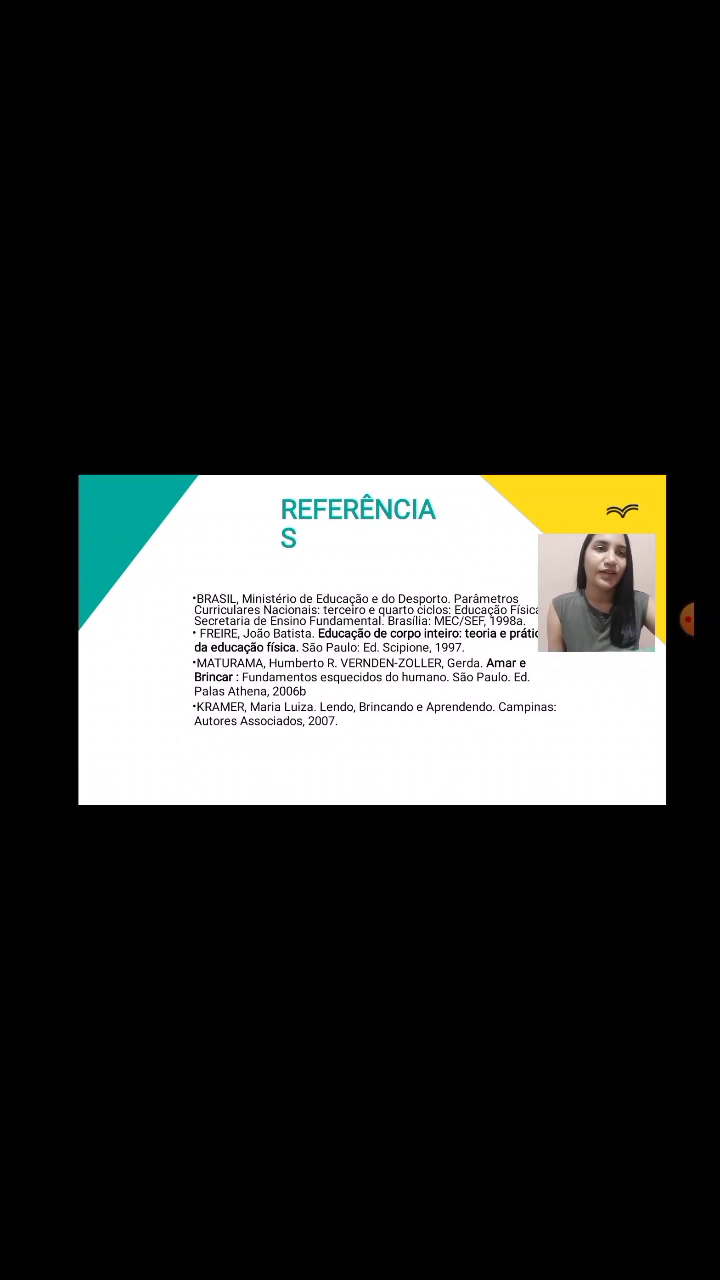 REFERÊNCIA
S
•BRASIL, Ministério de Educação e do Desporto. Parâmetros
Curriculares Nacionais: terceiro e quarto ciclos: Educação Física
Secretaria de Ensino Fundamental. Brasília: MEC/SEF, 1998a.
• FREIRE, João Batista. Educação de corpo inteiro: teoria e prátic
da educação física. São Paulo: Ed. Scipione, 1997.
•MATURAMA, Humberto R. VERNDEN-ZOLLER, Gerda. Amar e
Brincar : Fundamentos esquecidos do humano. São Paulo. Ed.
Palas Athena, 2006b
•KRAMER, Maria Luiza. Lendo, Brincando e Aprendendo. Campinas:
Autores Associados, 2007.